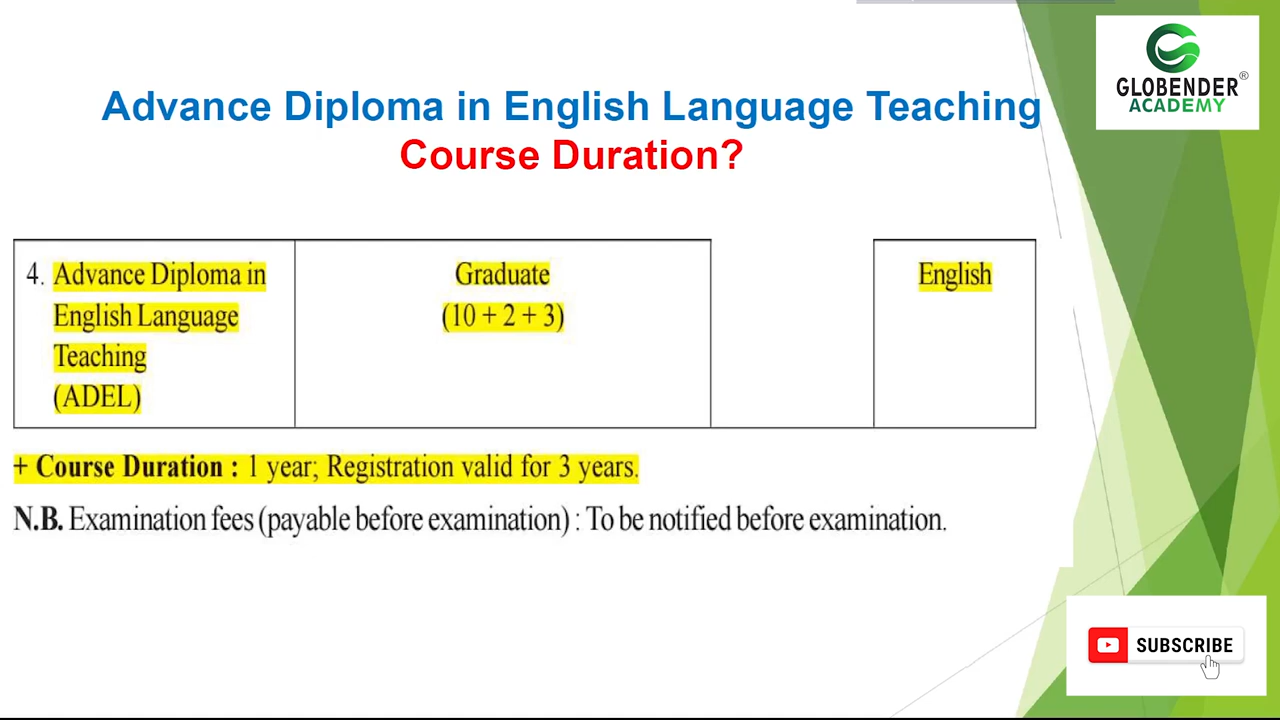 Advance Diploma in English Language Teaching
Course Duration?
GLOBENDER®
ACADEMY
4. Advance Diploma in
English Language
Teaching
(ADEL)
Graduate
(10 + 2 + 3)
English
+ Course Duration : 1 year; Registration valid for 3 years.
N.B. Examination fees (payable before examination) : To be notified before examination.
SUBSCRIBE